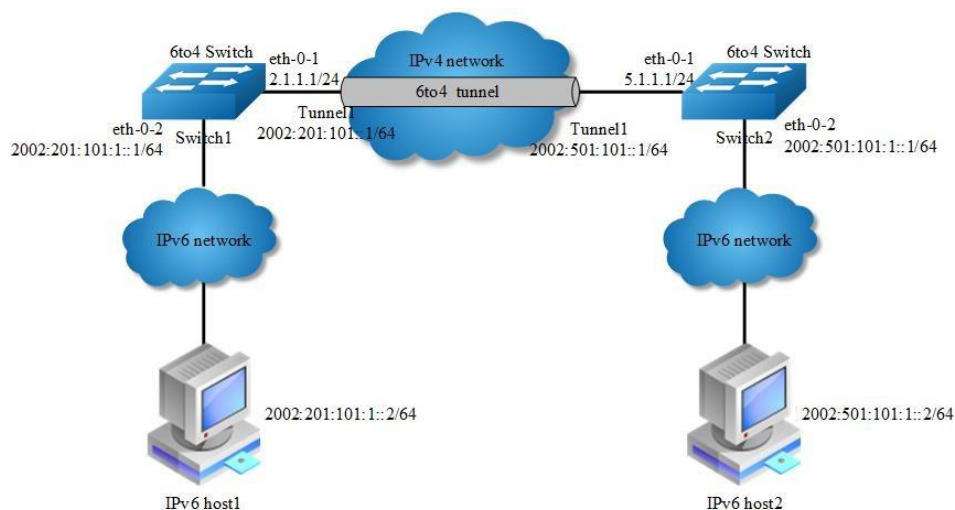 6to4 Switch
eth-0-1
2.1.1.1/24
IPv4 network
6to4 tunnel
eth-0-1
5.1.1.1/24
6to4 Switch
eth-0-2
2002:201:101:1::1/64
Switch1
Tunnel1
2002:201:101::1/64
Tunnel1
2002:501:101::1/64
Switch2
eth-0-2
2002:501:101:1::1/64
IPv6 network
IPv6 network
2002:201:101:1::2/64
2002:501:101:1::2/64
IPv6 host1
IPv6 host2